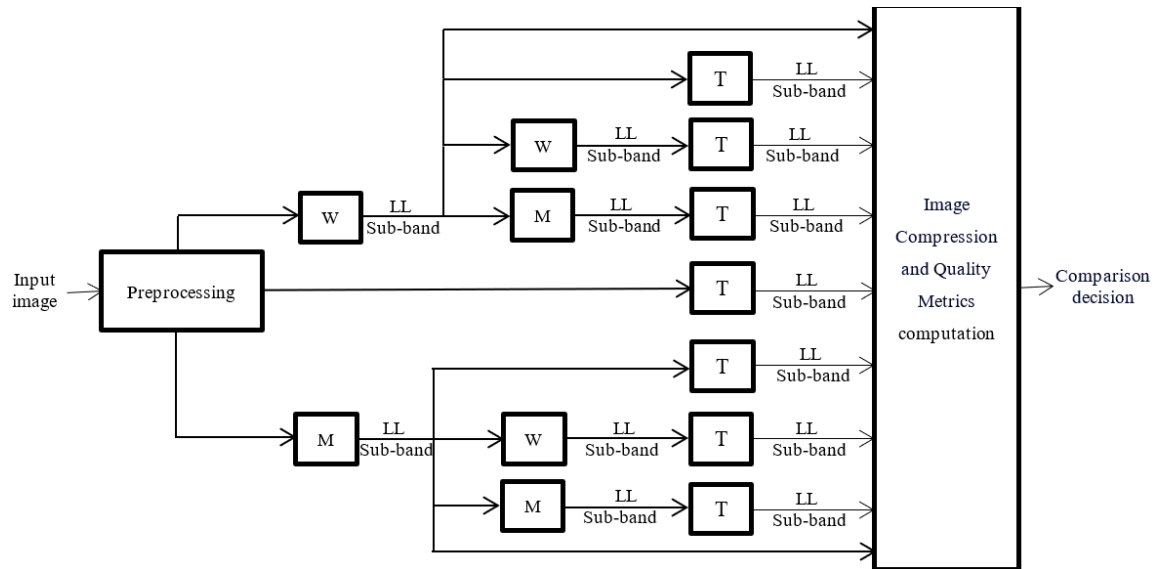 LL
T
Sub-band
LL
LL
W
T
Sub-band
Sub-band
LL
LL
LL
W
M
T
Sub-band
Sub-band
Sub-band
Image
Compression
and Quality
Metrics
computation
Input
image
Preprocessing
LL
T
Sub-band
Comparison
decision
LL
T
Sub-band
LL
LL
LL
M
W
T
Sub-band
Sub-band
Sub-band
LL
LL
M
T
Sub-band
Sub-band